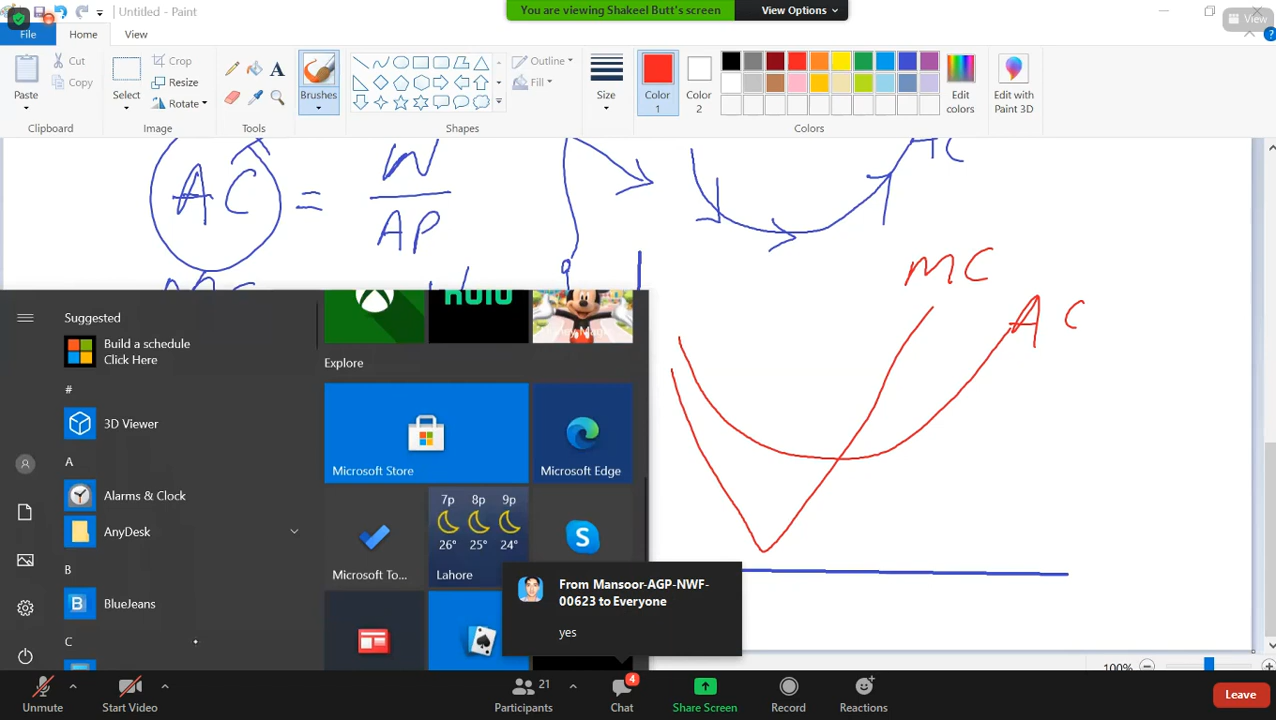 Untitled - Paint
You are viewing Shakeel Butt's screen
View Options
View
File
Home
View
Paste
Cut
Copy
Clipboard
Select
Crop
Resize
Rotate
Image
Tools
Brushes
Shapes
Outline
Fill
Size
Color 1
Color 2
Edit colors
Edit with Paint 3D
Colors
AC = W
AP
AC
MC
AC
Suggested
Build a schedule
Click Here
#
3D Viewer
A
Alarms & Clock
AnyDesk
B
BlueJeans
C
hulu
Explore
Microsoft Store
Microsoft Edge
Microsoft To...
7p 8p 9p
26° 25° 24°
Lahore
From Mansoor-AGP-NWF-
00623 to Everyone
yes
100%
Unmute
Start Video
21
Participants
4
Chat
Share Screen
Record
Reactions
Leave